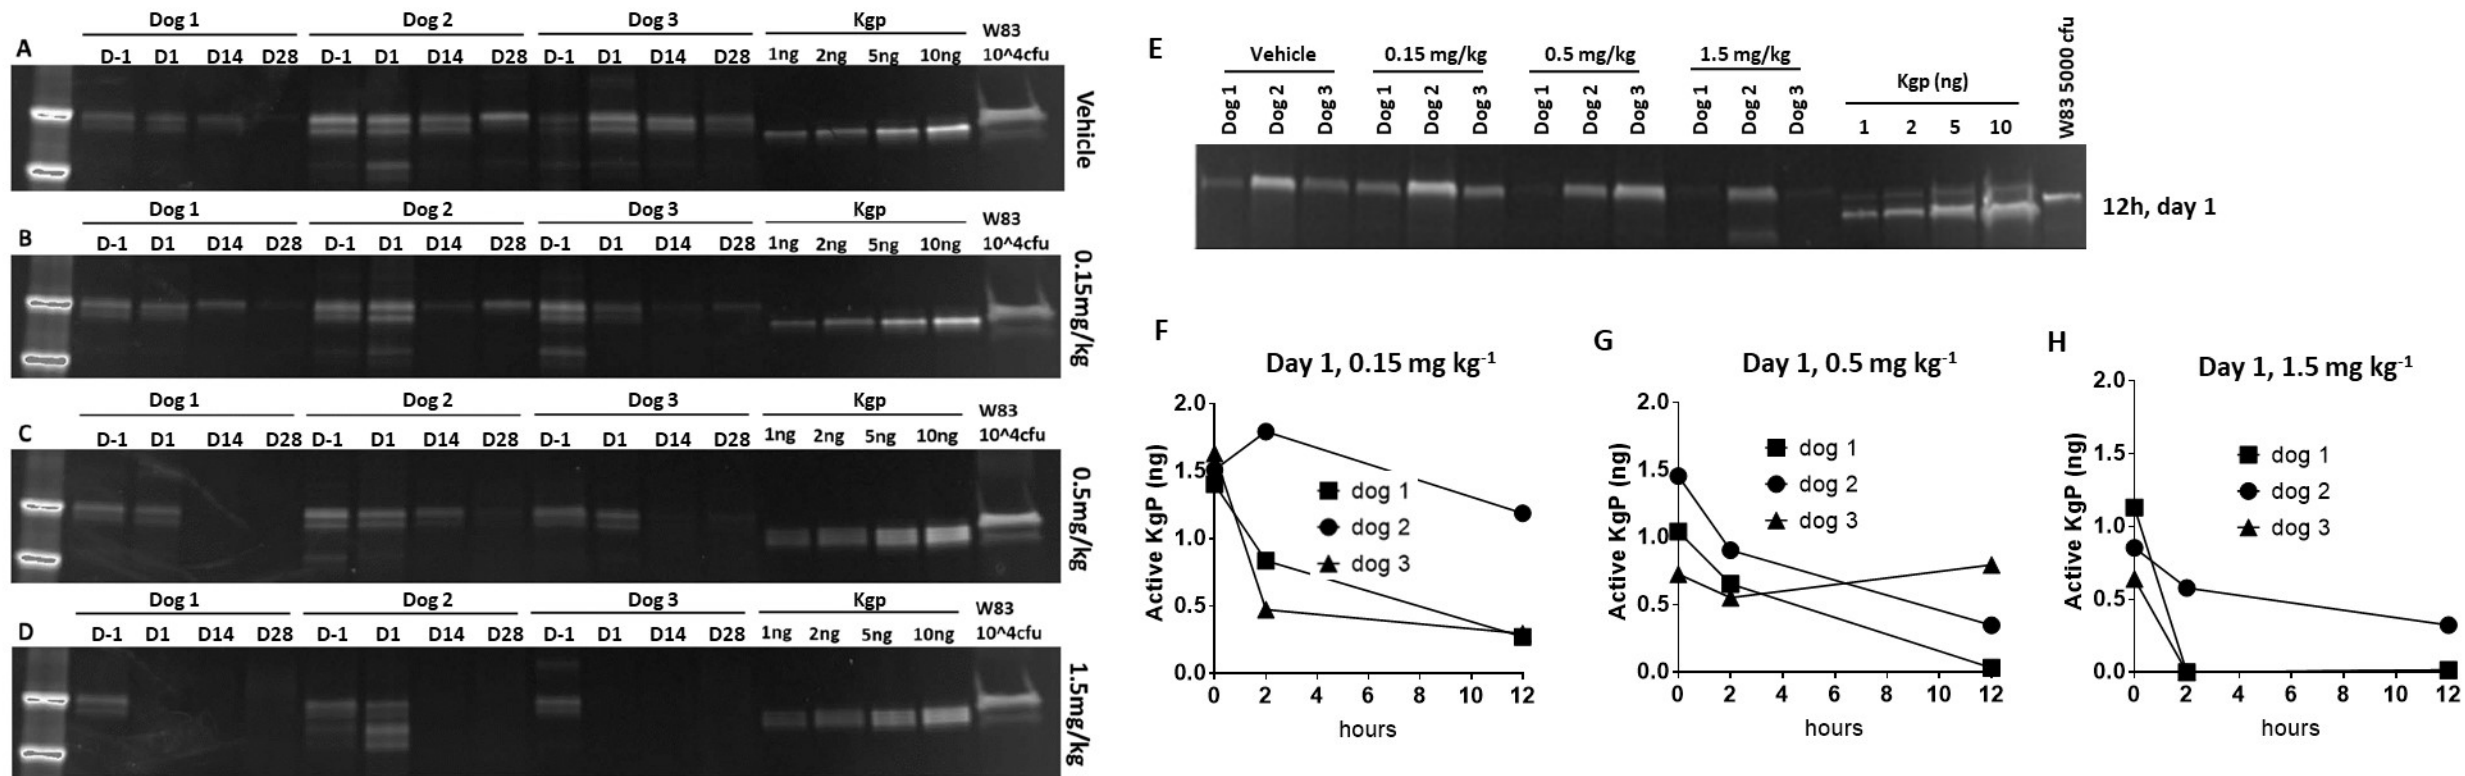 A
Dog 1 Dog 2 Dog 3 Kgp W83
D-1 D1 D14 D28 D-1 D1 D14 D28 D-1 D1 D14 D28 1ng 2ng 5ng 10ng 10^4cfu
Vehicle
B
Dog 1 Dog 2 Dog 3 Kgp W83
D-1 D1 D14 D28 D-1 D1 D14 D28 D-1 D1 D14 D28 1ng 2ng 5ng 10ng 10^4cfu
0.15mg/kg
C
Dog 1 Dog 2 Dog 3 Kgp W83
D-1 D1 D14 D28 D-1 D1 D14 D28 D-1 D1 D14 D28 1ng 2ng 5ng 10ng 10^4cfu
0.5mg/kg
D
Dog 1 Dog 2 Dog 3 Kgp W83
D-1 D1 D14 D28 D-1 D1 D14 D28 D-1 D1 D14 D28 1ng 2ng 5ng 10ng 10^4cfu
1.5mg/kg
E
Vehicle 0.15 mg/kg 0.5 mg/kg 1.5 mg/kg Kgp (ng) W83 5000 cfu
Dog 1 Dog 2 Dog 3 Dog 1 Dog 2 Dog 3 Dog 1 Dog 2 Dog 3 Dog 1 Dog 2 Dog 3 1 2 5 10
12h, day 1
F
Day 1, 0.15 mg kg-1
Active KgP (ng)
2.0
1.5
1.0
0.5
0.0
dog 1
dog 2
dog 3
0 2 4 6 8 10 12
hours
G
Day 1, 0.5 mg kg-1
Active KgP (ng)
2.0
1.5
1.0
0.5
0.0
dog 1
dog 2
dog 3
0 2 4 6 8 10 12
hours
H
Day 1, 1.5 mg kg-1
Active KgP (ng)
2.0
1.5
1.0
0.5
0.0
dog 1
dog 2
dog 3
0 2 4 6 8 10 12
hours